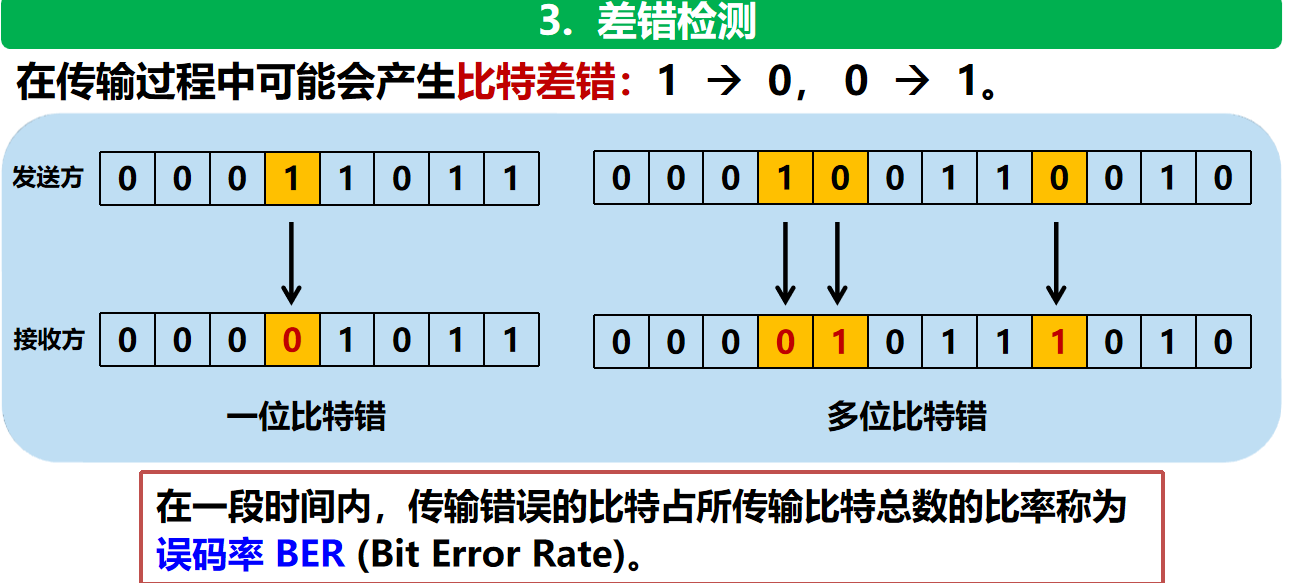 3. 差错检测
在传输过程中可能会产生比特差错：1 → 0，0 → 1。
发送方 0 0 0 1 1 0 1 1 0 0 0 1 0 0 1 1 0 0 1 0
接收方 0 0 0 0 1 0 1 1 0 0 0 0 1 0 1 1 1 0 1 0
一位比特错 多位比特错
在一段时间内，传输错误的比特占所传输比特总数的比率称为
误码率 BER (Bit Error Rate)。